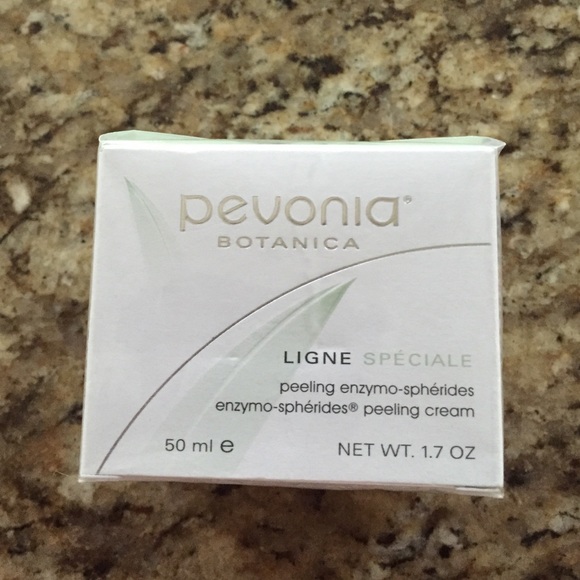 pevonia®
BOTANICA
LIGNE SPÉCIALE
peeling enzymo-sphérides
enzymo-sphérides® peeling cream
50 ml ℮ NET WT. 1.7 OZ